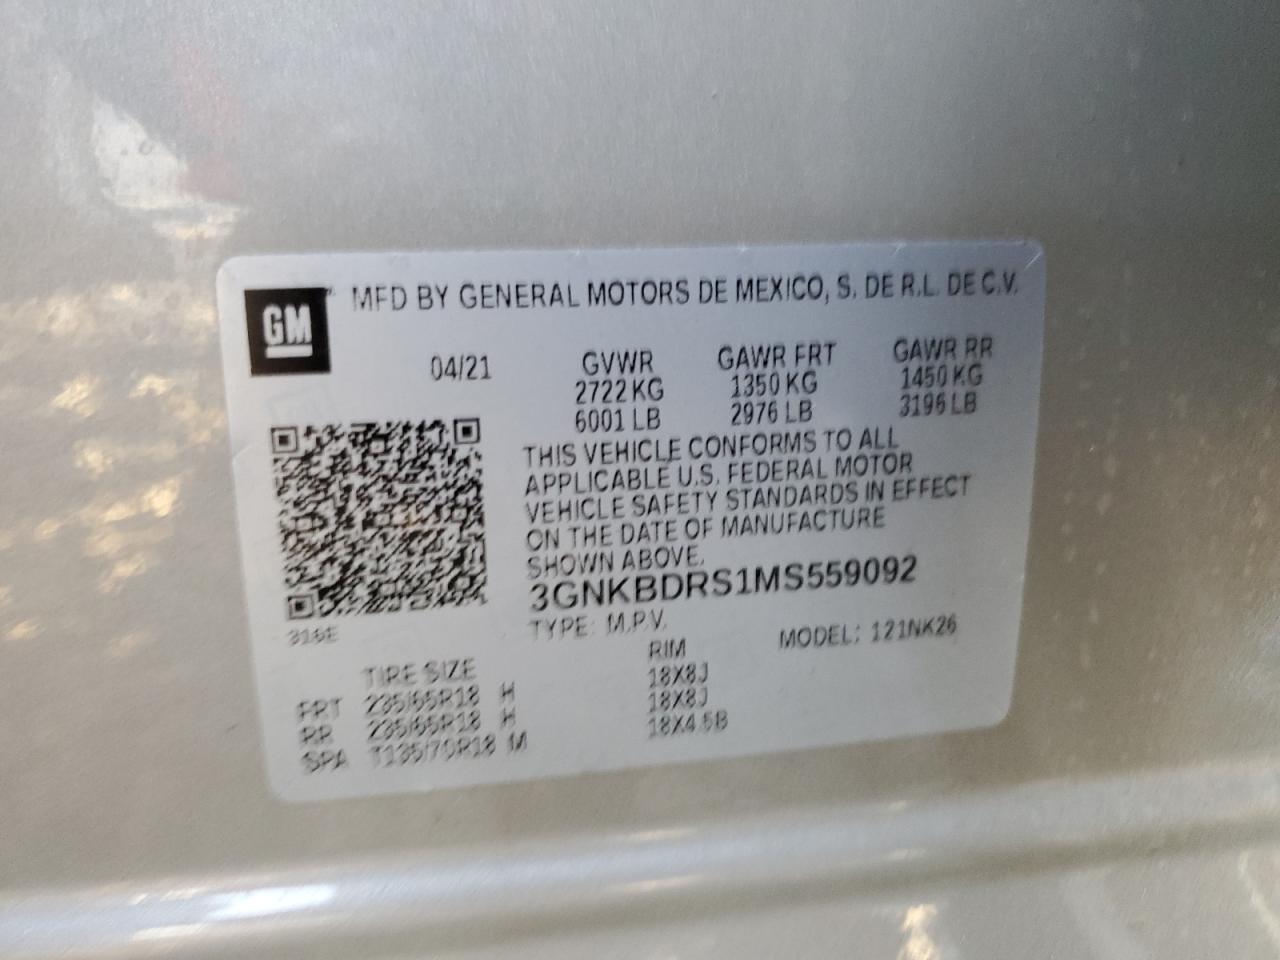 GM MFD BY GENERAL MOTORS DE MEXICO, S. DE R.L. DE C.V.
04/21 GVWR GAWR FRT GAWR RR
2722 KG 1350 KG 1450 KG
6001 LB 2976 LB 3196 LB
THIS VEHICLE CONFORMS TO ALL
APPLICABLE U.S. FEDERAL MOTOR
VEHICLE SAFETY STANDARDS IN EFFECT
ON THE DATE OF MANUFACTURE
SHOWN ABOVE.
3GNKBDRS1MS559092
316E
TYPE: M.P.V. MODEL: 121NK26
TIRE SIZE RIM
FRT 235/65R18 H 18X8J
RR 235/65R18 H 18X8J
SPA T135/70R18 M 18X4.5B